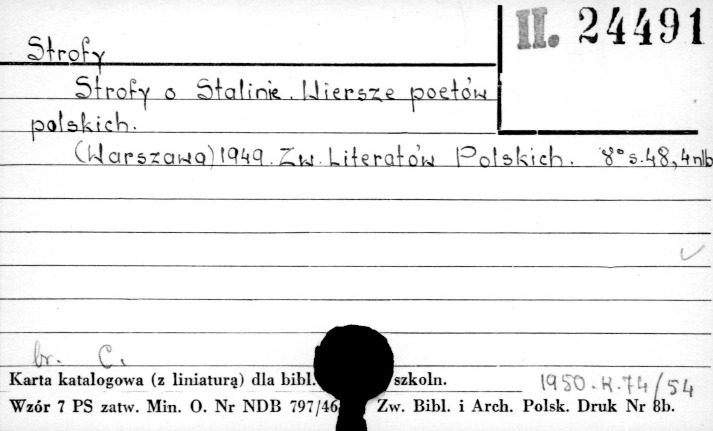 II. 24491
Strofy
Strofy o Stalinie. Wiersze poetów
polskich.
(Warszawa) 1949. Zw. Literatów Polskich. 8° s. 48, 4 nlb
br. C.
Karta katalogowa (z liniaturą) dla bibl. szkoln.
1950. K. 74/54
Wzór 7 PS zatw. Min. O. Nr NDB 797/46 Zw. Bibl. i Arch. Polsk. Druk Nr 8b.